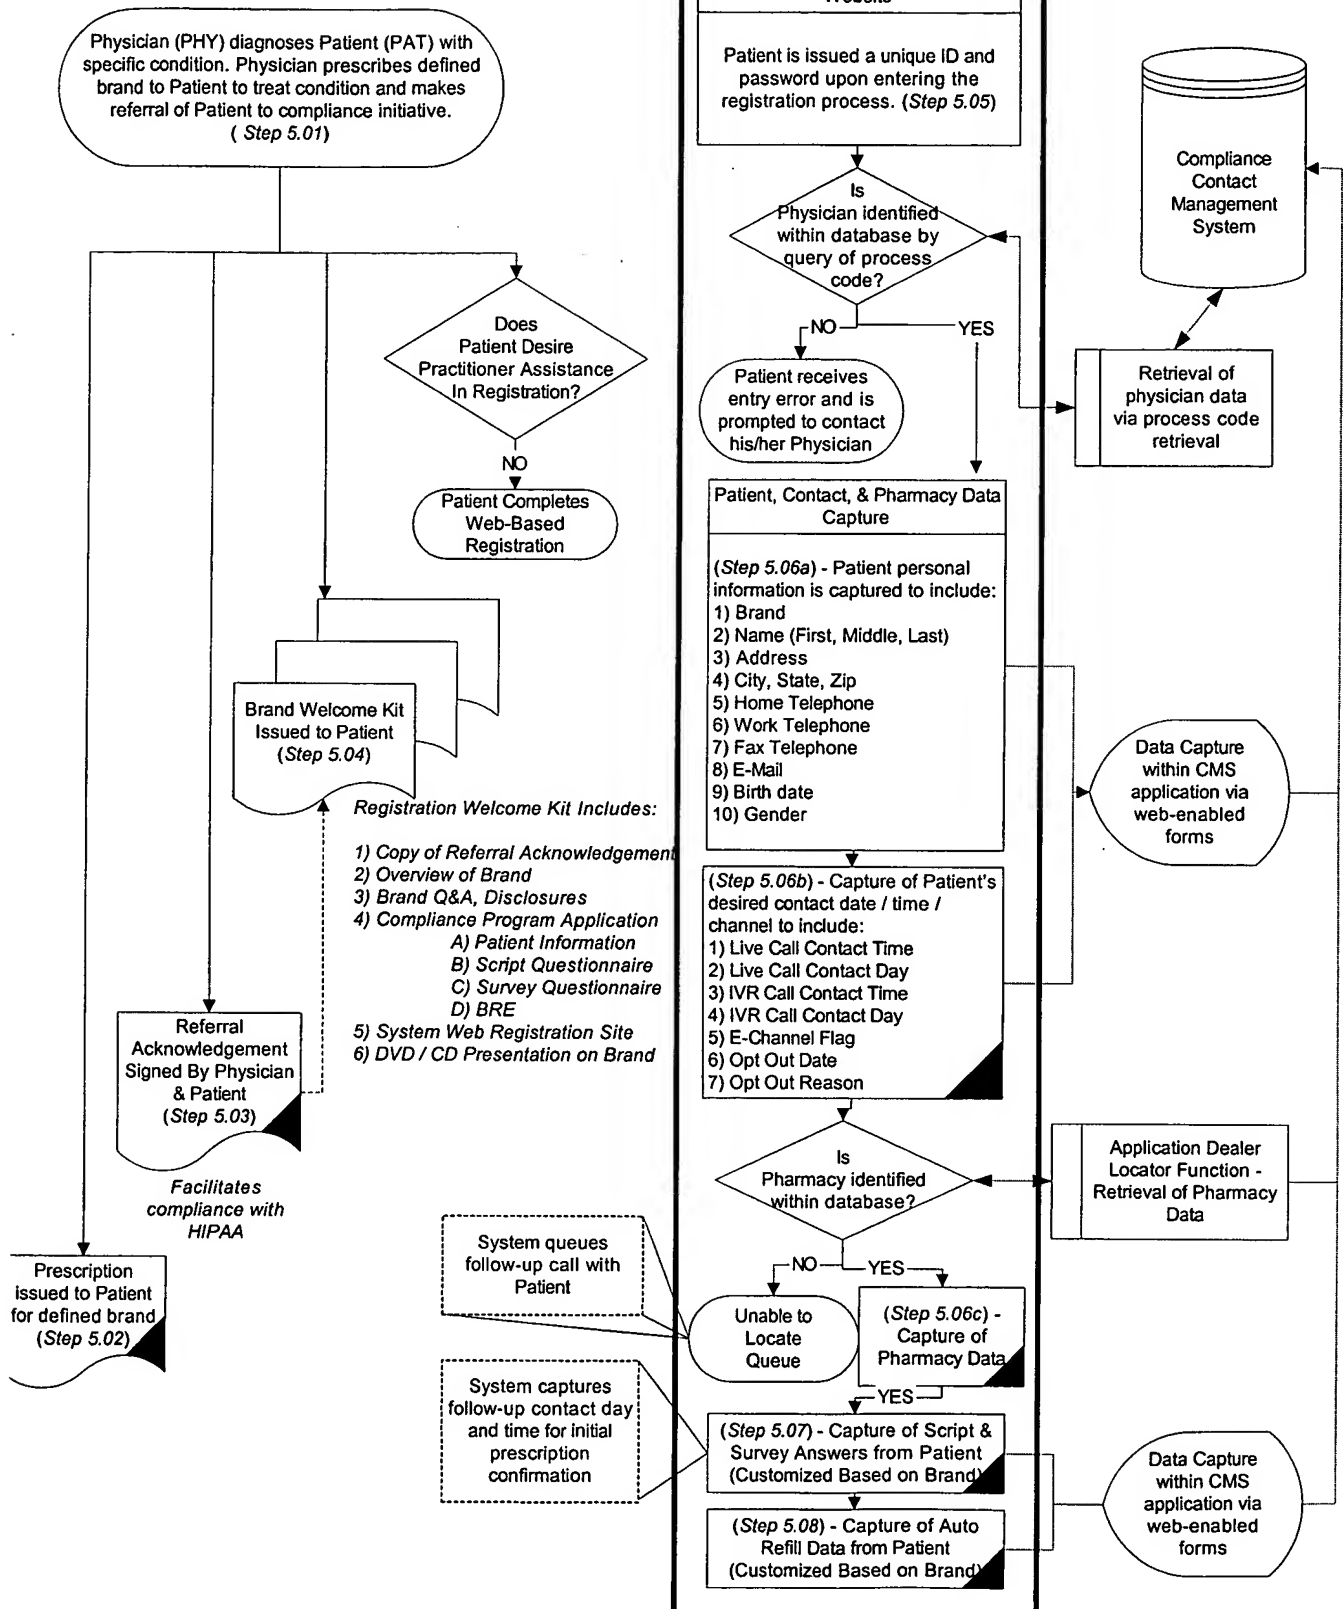 Physician (PHY) diagnoses Patient (PAT) with
specific condition. Physician prescribes defined
brand to Patient to treat condition and makes
referral of Patient to compliance initiative.
( Step 5.01)
Does
Patient Desire
Practitioner Assistance
In Registration?
NO
Patient Completes
Web-Based
Registration
Brand Welcome Kit
Issued to Patient
(Step 5.04)
Registration Welcome Kit Includes:
1) Copy of Referral Acknowledgement
2) Overview of Brand
3) Brand Q&A, Disclosures
4) Compliance Program Application
A) Patient Information
B) Script Questionnaire
C) Survey Questionnaire
D) BRE
5) System Web Registration Site
6) DVD / CD Presentation on Brand
Referral
Acknowledgement
Signed By Physician
& Patient
(Step 5.03)
Facilitates
compliance with
HIPAA
Prescription
issued to Patient
for defined brand
(Step 5.02)
Patient is issued a unique ID and
password upon entering the
registration process. (Step 5.05)
Is
Physician identified
within database by
query of process
code?
NO
YES
Patient receives
entry error and is
prompted to contact
his/her Physician
Patient, Contact, & Pharmacy Data
Capture
(Step 5.06a) - Patient personal
information is captured to include:
1) Brand
2) Name (First, Middle, Last)
3) Address
4) City, State, Zip
5) Home Telephone
6) Work Telephone
7) Fax Telephone
8) E-Mail
9) Birth date
10) Gender
(Step 5.06b) - Capture of Patient's
desired contact date / time /
channel to include:
1) Live Call Contact Time
2) Live Call Contact Day
3) IVR Call Contact Time
4) IVR Call Contact Day
5) E-Channel Flag
6) Opt Out Date
7) Opt Out Reason
Is
Pharmacy identified
within database?
NO
YES
System queues
follow-up call with
Patient
Unable to
Locate
Queue
(Step 5.06c) -
Capture of
Pharmacy Data
YES
System captures
follow-up contact day
and time for initial
prescription
confirmation
(Step 5.07) - Capture of Script &
Survey Answers from Patient
(Customized Based on Brand)
(Step 5.08) - Capture of Auto
Refill Data from Patient
(Customized Based on Brand)
Compliance
Contact
Management
System
Retrieval of
physician data
via process code
retrieval
Data Capture
within CMS
application via
web-enabled
forms
Application Dealer
Locator Function -
Retrieval of Pharmacy
Data
Data Capture
within CMS
application via
web-enabled
forms